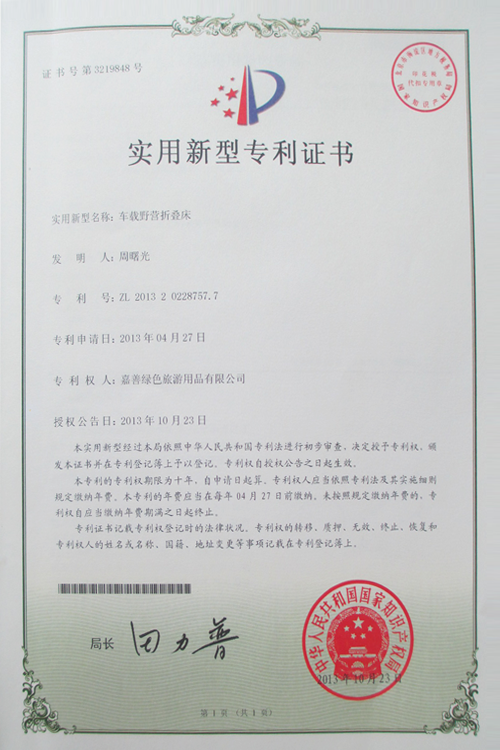 证书号第3219848号
实用新型专利证书
实用新型名称：车载野营折叠床
发明人：周曙光
专利号：ZL 2013 2 0228757.7
专利申请日：2013年04月27日
专利权人：嘉善绿色旅游用品有限公司
授权公告日：2013年10月23日
本实用新型经过本局依照中华人民共和国专利法进行初步审查，决定授予专利权，颁
发本证书并在专利登记簿上予以登记。专利权自授权公告之日起生效。
本专利的专利权期限为十年，自申请日起算。专利权人应当依照专利法及其实施细则
规定缴纳年费。本专利的年费应当在每年04月27日前缴纳。未按照规定缴纳年费的，专
利权自应当缴纳年费期满之日起终止。
专利证书记载专利权登记时的法律状况。专利权的转移、质押、无效、终止、恢复和
专利权人的姓名或名称、国籍、地址变更等事项记载在专利登记簿上。
局长
田力普
中华人民共和国国家知识产权局
2013年10月23日
第1页（共1页）